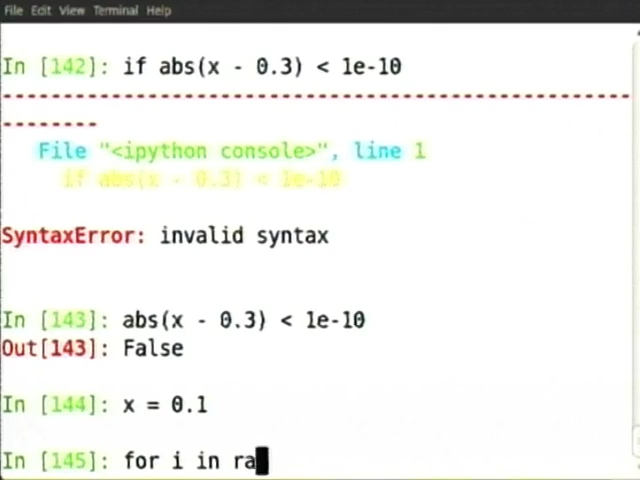 File Edit View Terminal Help
In [142]: if abs(x - 0.3) < 1e-10
--------------------------------------------------------------------
--------
File "<ipython console>", line 1
if abs(x - 0.3) < 1e-10
SyntaxError: invalid syntax
In [143]: abs(x - 0.3) < 1e-10
Out[143]: False
In [144]: x = 0.1
In [145]: for i in ra